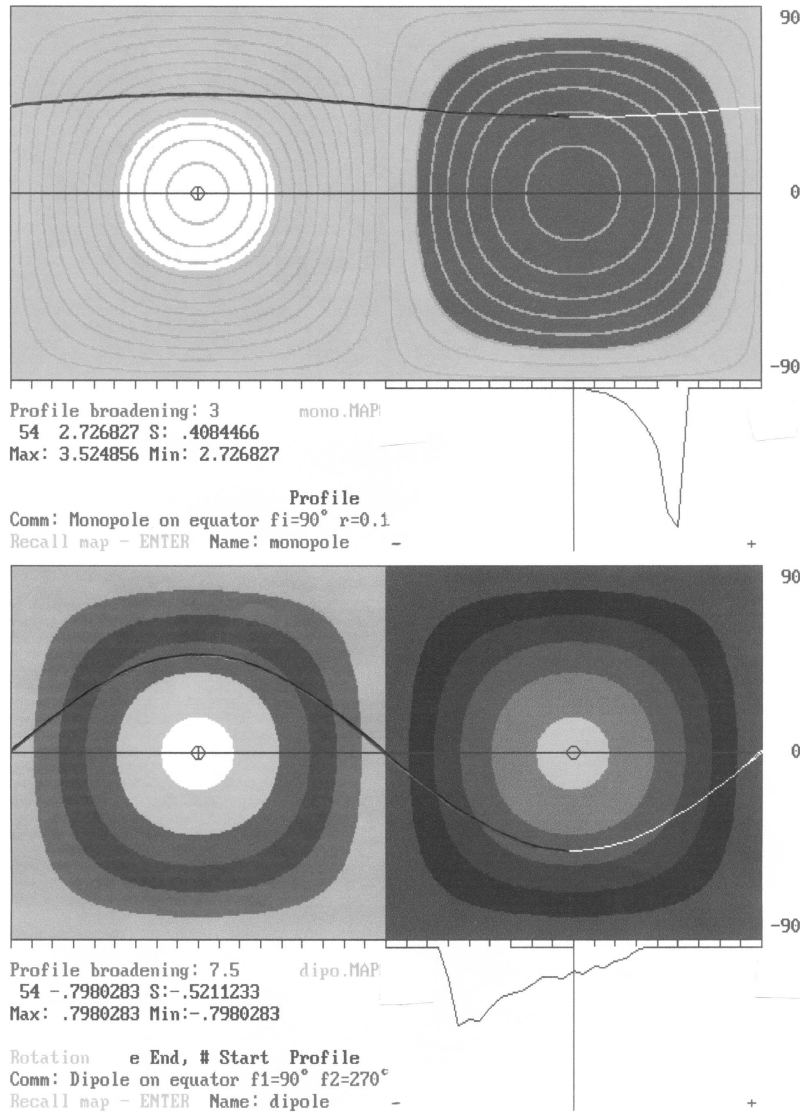 90
0
-90
Profile broadening: 3 mono.MAP
54 2.726827 S: .4084466
Max: 3.524856 Min: 2.726827
Profile
Comm: Monopole on equator fi=90° r=0.1
Recall map - ENTER Name: monopole - +
90
0
-90
Profile broadening: 7.5 dipo.MAP
54 -.7980283 S:-.5211233
Max: .7980283 Min:-.7980283
Rotation e End, # Start Profile
Comm: Dipole on equator f1=90° f2=270°
Recall map - ENTER Name: dipole - +